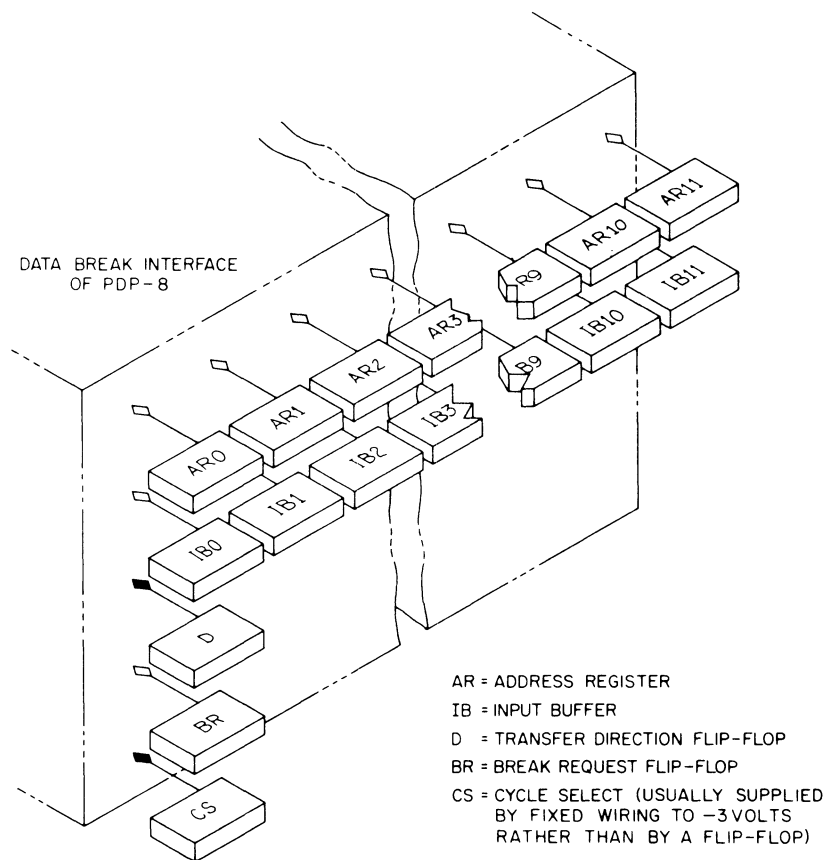 DATA BREAK INTERFACE
OF PDP-8
AR0
AR1
AR2
AR3
R9
AR10
AR11
IB0
IB1
IB2
IB3
B9
IB10
IB11
D
BR
CS
AR = ADDRESS REGISTER
IB = INPUT BUFFER
D = TRANSFER DIRECTION FLIP-FLOP
BR = BREAK REQUEST FLIP-FLOP
CS = CYCLE SELECT (USUALLY SUPPLIED
BY FIXED WIRING TO -3 VOLTS
RATHER THAN BY A FLIP-FLOP)